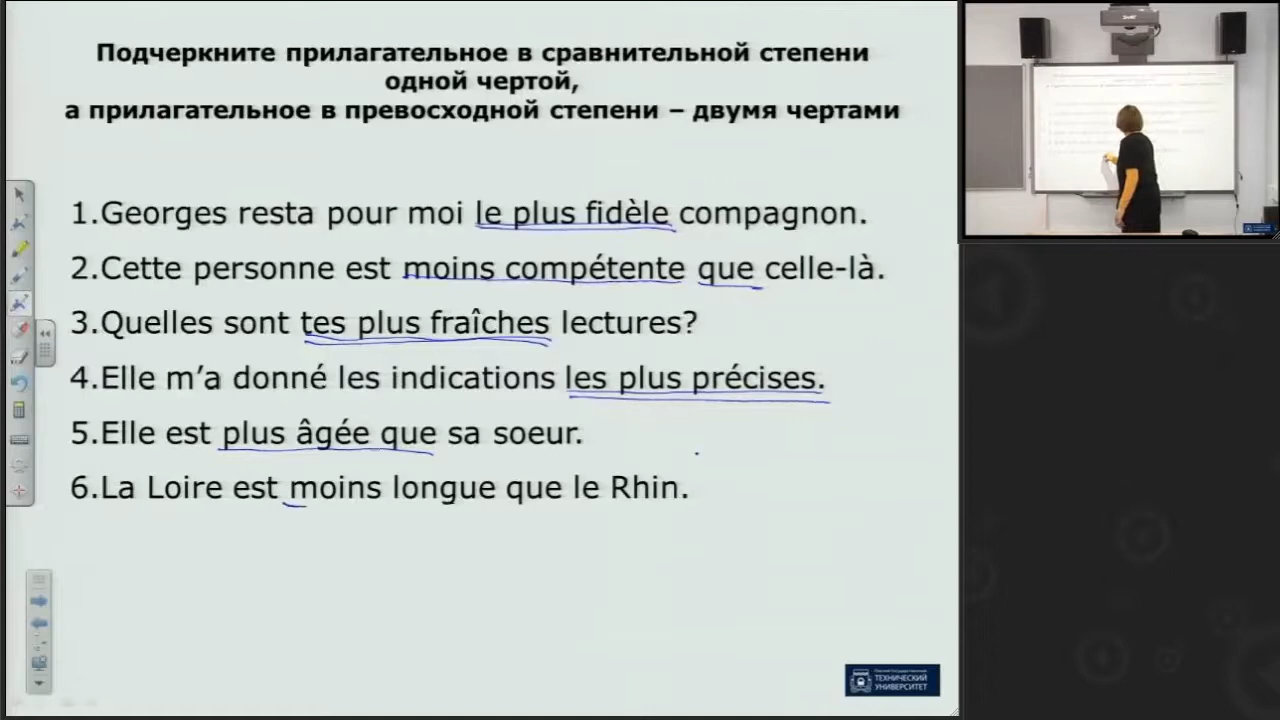 Подчеркните прилагательное в сравнительной степени
одной чертой,
а прилагательное в превосходной степени – двумя чертами
1.Georges resta pour moi le plus fidèle compagnon.
2.Cette personne est moins compétente que celle-là.
3.Quelles sont tes plus fraîches lectures?
4.Elle m’a donné les indications les plus précises.
5.Elle est plus âgée que sa soeur.
6.La Loire est moins longue que le Rhin.
ТЕХНИЧЕСКИЙ
УНИВЕРСИТЕТ